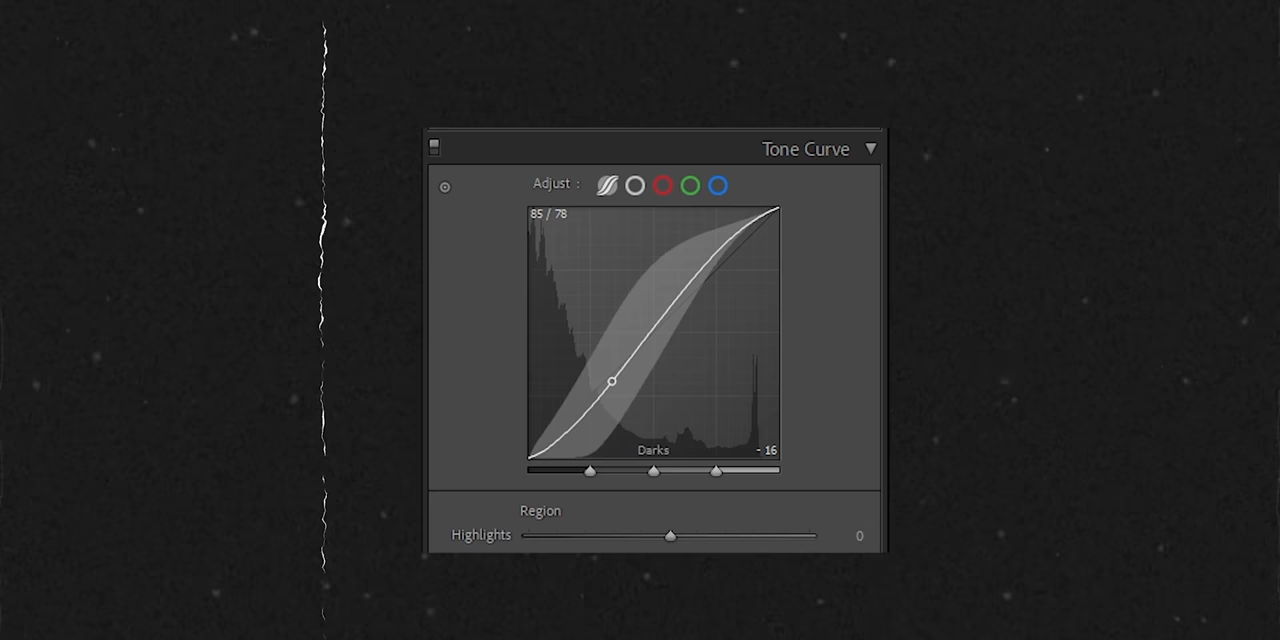 Tone Curve
Adjust :
85 / 78
Darks - 16
Region
Highlights 0